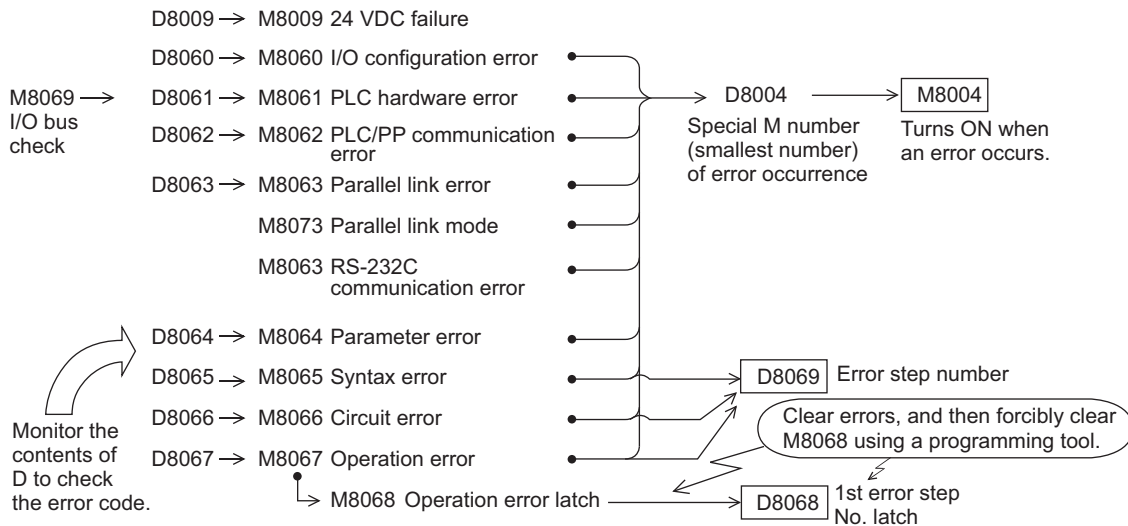 D8009 → M8009 24 VDC failure
D8060 → M8060 I/O configuration error
M8069 →
I/O bus
check
D8061 → M8061 PLC hardware error
D8062 → M8062 PLC/PP communication
error
D8063 → M8063 Parallel link error
M8073 Parallel link mode
M8063 RS-232C
communication error
D8004
Special M number
(smallest number)
of error occurrence
M8004
Turns ON when
an error occurs.
D8064 → M8064 Parameter error
D8065 → M8065 Syntax error
D8066 → M8066 Circuit error
D8067 → M8067 Operation error
M8068 Operation error latch
Monitor the
contents of
D to check
the error code.
D8069 Error step number
Clear errors, and then forcibly clear
M8068 using a programming tool.
D8068 1st error step
No. latch